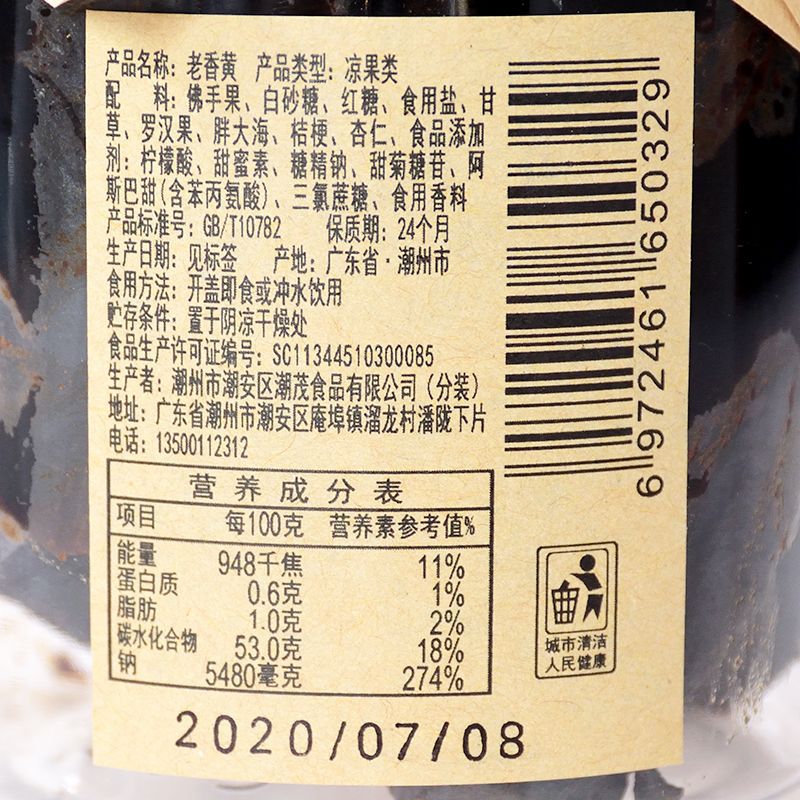 产品名称：老香黄　产品类型：凉果类
配　　料：佛手果、白砂糖、红糖、食用盐、甘
草、罗汉果、胖大海、桔梗、杏仁、食品添加
剂：柠檬酸、甜蜜素、糖精钠、甜菊糖苷、阿
斯巴甜(含苯丙氨酸)、三氯蔗糖、食用香料
产品标准号：GB/T10782　保质期：24个月
生产日期：见标签　产地：广东省·潮州市
食用方法：开盖即食或冲水饮用
贮存条件：置于阴凉干燥处
食品生产许可证编号：SC11344510300085
生产者：潮州市潮安区潮茂食品有限公司（分装）
地址：广东省潮州市潮安区庵埠镇溜龙村潘陇下片
电话：13500112312
营养成分表
项目　每100克　营养素参考值%
能量　948千焦　11%
蛋白质　0.6克　1%
脂肪　1.0克　2%
碳水化合物　53.0克　18%
钠　5480毫克　274%
2020/07/08
6972461650329
城市清洁
人民健康